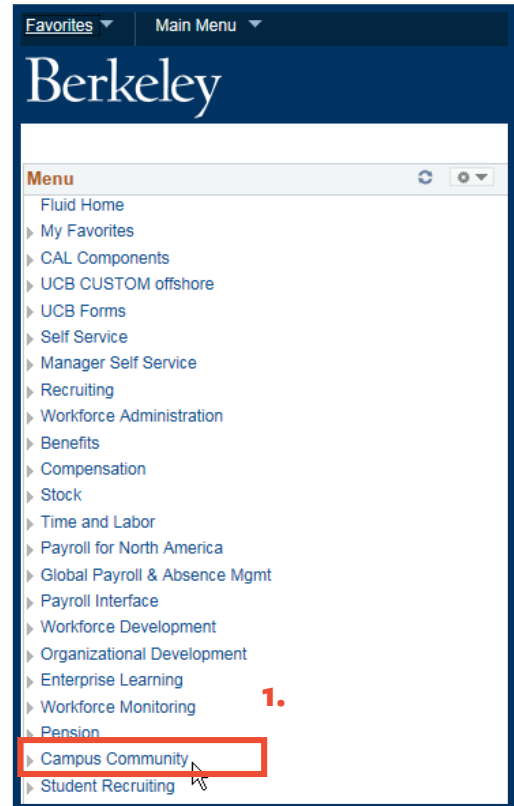 Favorites Main Menu
Berkeley
Menu
Fluid Home
My Favorites
CAL Components
UCB CUSTOM offshore
UCB Forms
Self Service
Manager Self Service
Recruiting
Workforce Administration
Benefits
Compensation
Stock
Time and Labor
Payroll for North America
Global Payroll & Absence Mgmt
Payroll Interface
Workforce Development
Organizational Development
Enterprise Learning
Workforce Monitoring
1.
Pension
Campus Community
Student Recruiting